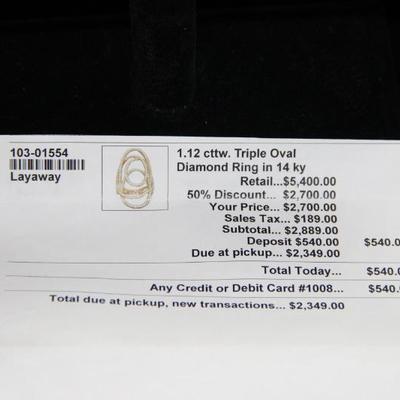 103-01554
Layaway
1.12 cttw. Triple Oval
Diamond Ring in 14 ky
Retail...$5,400.00
50% Discount... $2,700.00
Your Price... $2,700.00
Sales Tax... $189.00
Subtotal... $2,889.00
Deposit $540.00 $540.0
Due at pickup... $2,349.00
Total Today... $540.0
Any Credit or Debit Card #1008... $540.
Total due at pickup, new transactions... $2,349.00